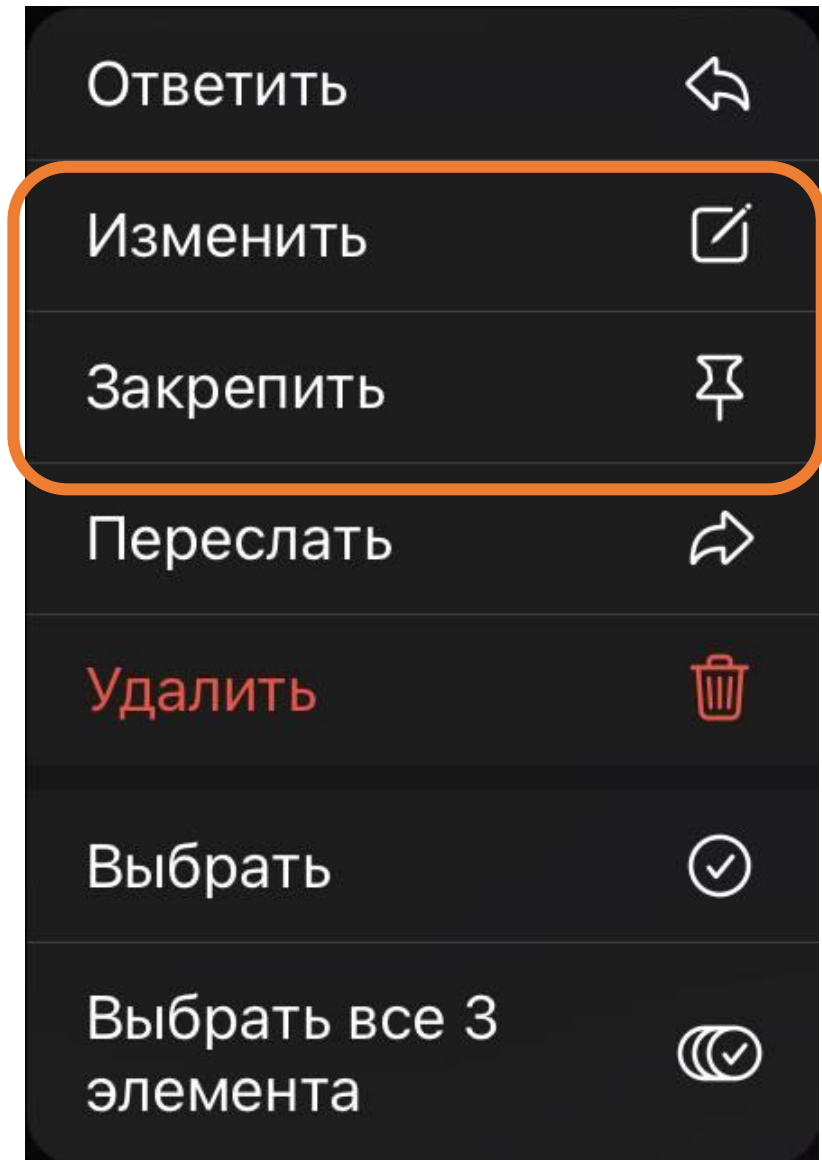 Ответить
Изменить
Закрепить
Переслать
Удалить
Выбрать
Выбрать все 3
элемента